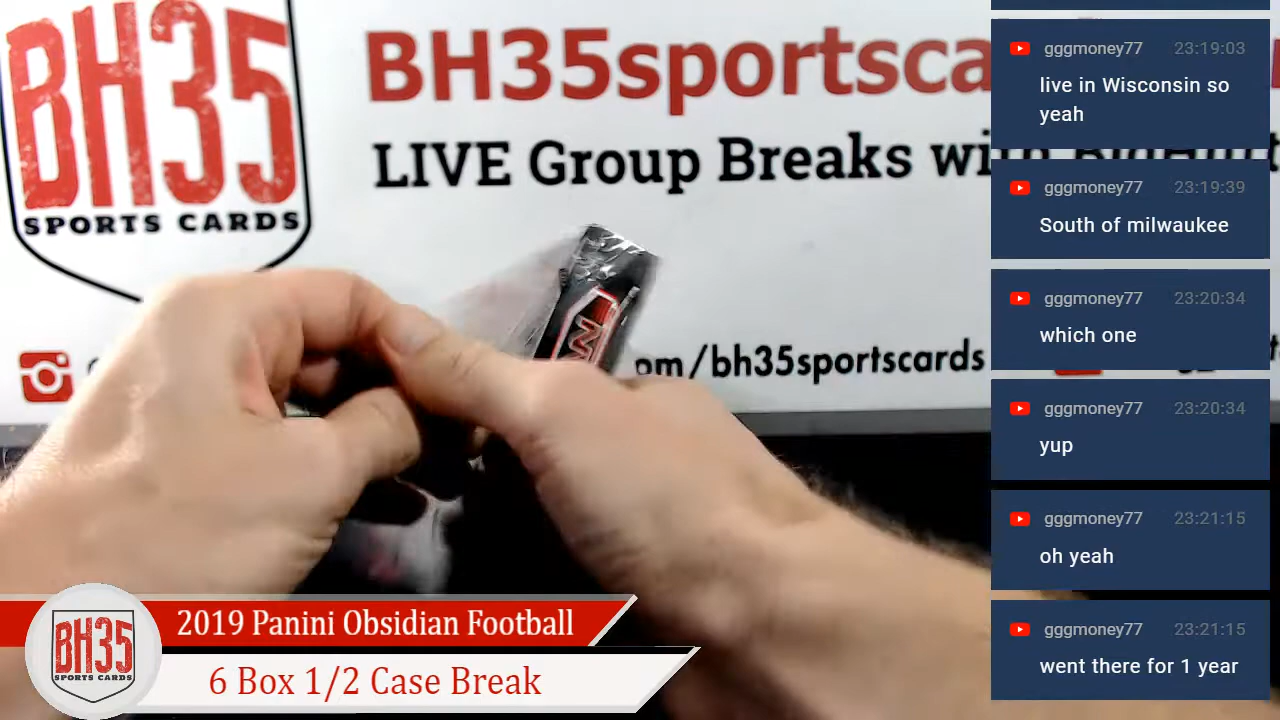 BH35
SPORTS CARDS
BH35sportsca
LIVE Group Breaks wi
om/bh35sportscards
gggmoney77 23:19:03
live in Wisconsin so
yeah
gggmoney77 23:19:39
South of milwaukee
gggmoney77 23:20:34
which one
gggmoney77 23:20:34
yup
gggmoney77 23:21:15
oh yeah
gggmoney77 23:21:15
went there for 1 year
BH35
SPORTS CARDS
2019 Panini Obsidian Football
6 Box 1/2 Case Break